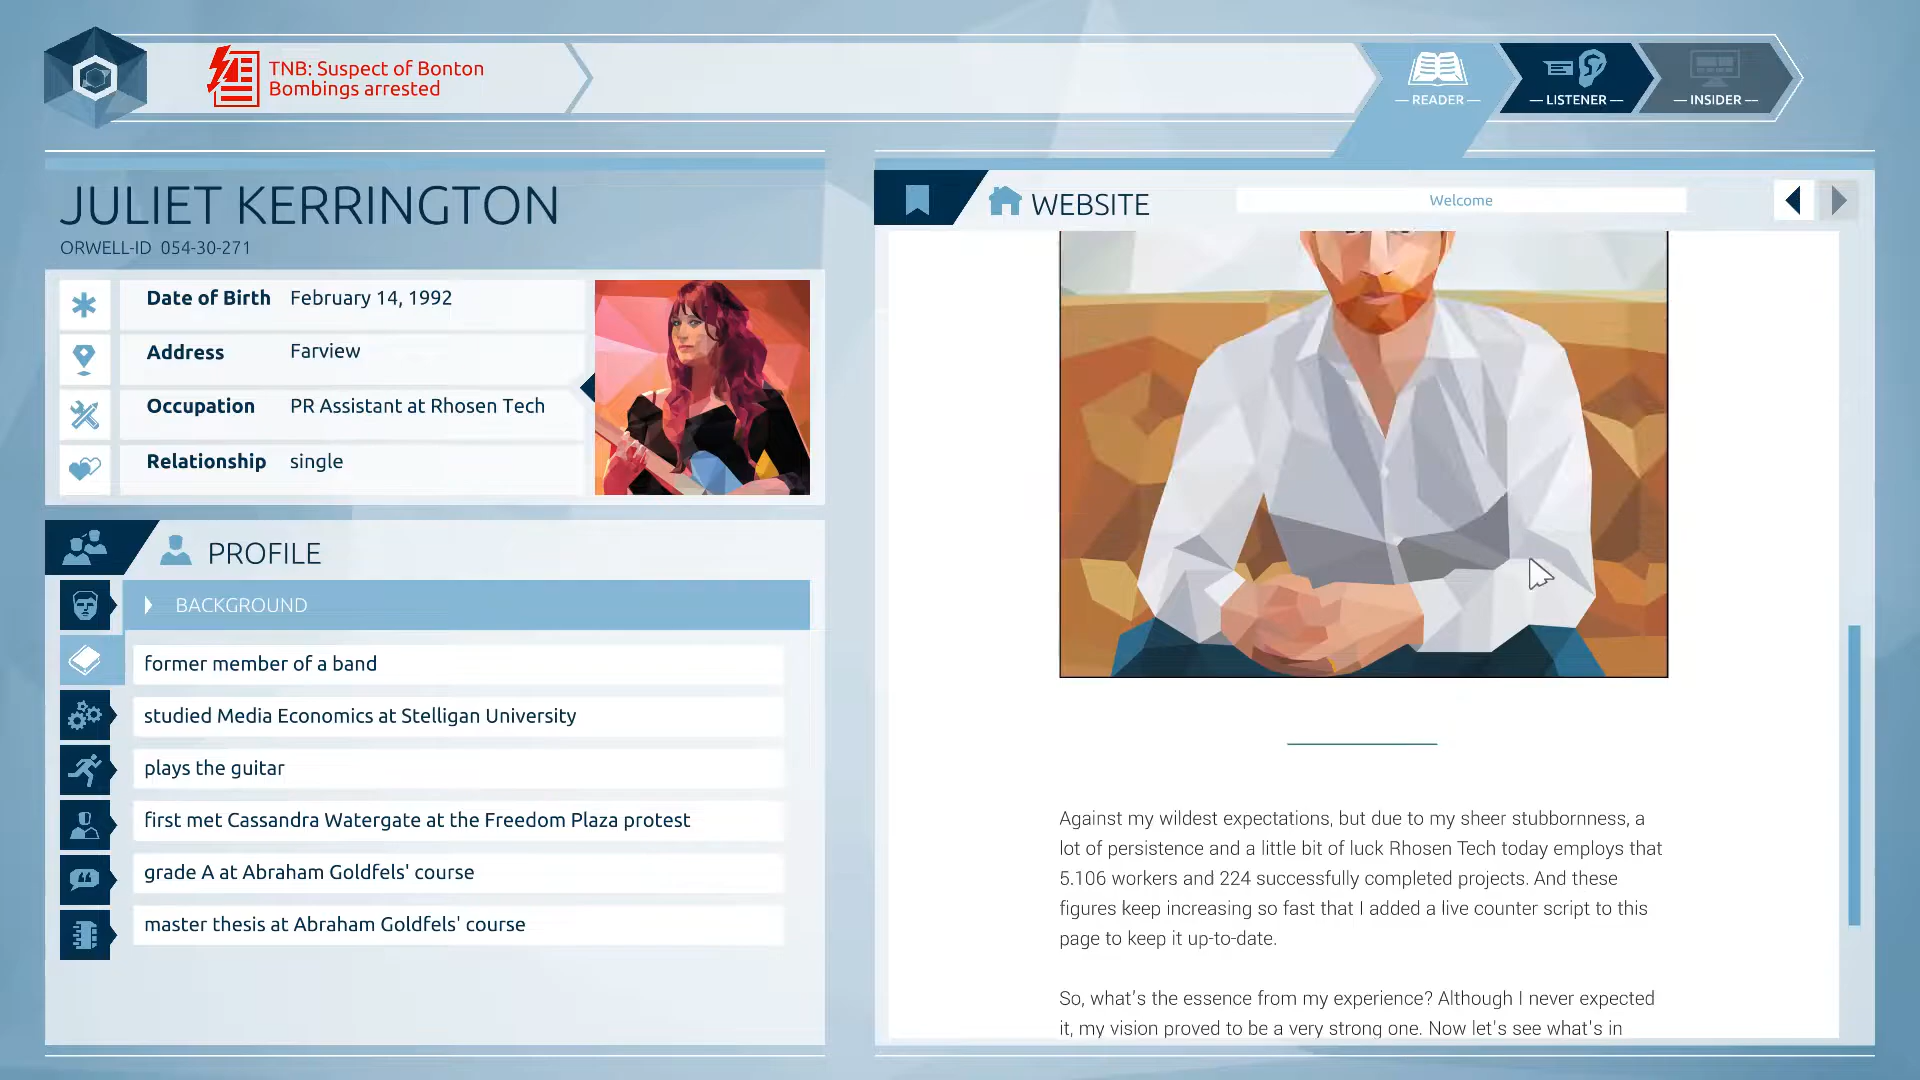 TNB: Suspect of Bonton
Bombings arrested
READER
LISTENER
INSIDER
JULIET KERRINGTON
ORWELL-ID 054-30-271
Date of Birth February 14, 1992
Address Farview
Occupation PR Assistant at Rhosen Tech
Relationship single
PROFILE
BACKGROUND
former member of a band
studied Media Economics at Stelligan University
plays the guitar
first met Cassandra Watergate at the Freedom Plaza protest
grade A at Abraham Goldfels' course
master thesis at Abraham Goldfels' course
WEBSITE
Welcome
Against my wildest expectations, but due to my sheer stubbornness, a
lot of persistence and a little bit of luck Rhosen Tech today employs that
5.106 workers and 224 successfully completed projects. And these
figures keep increasing so fast that I added a live counter script to this
page to keep it up-to-date.
So, what's the essence from my experience? Although I never expected
it, my vision proved to be a very strong one. Now let's see what's in